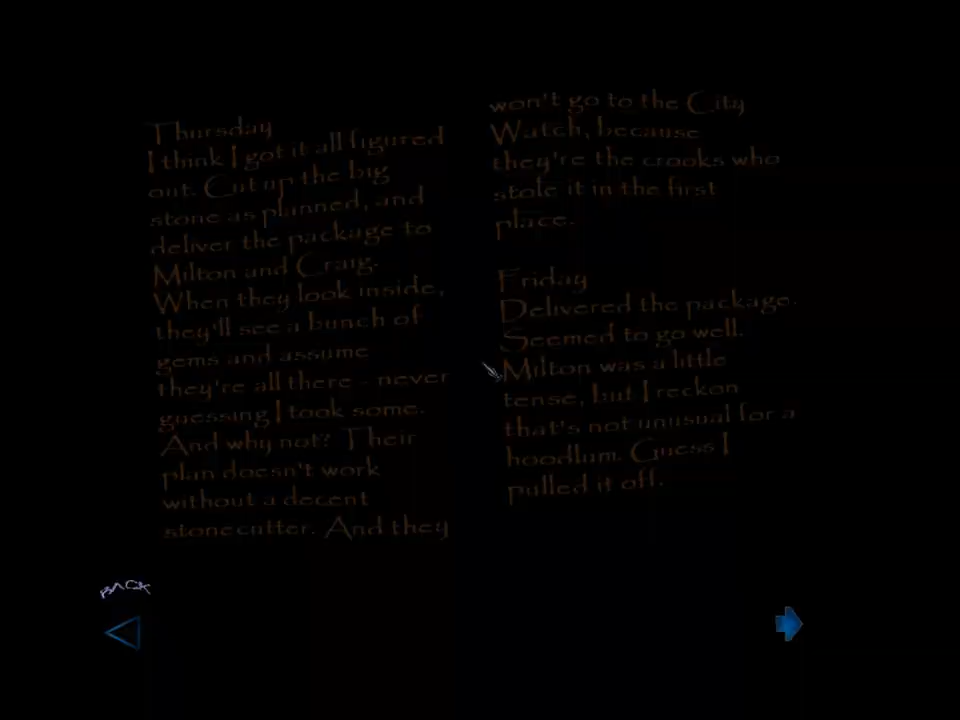 Thursday
I think I got it all figured
out. Cut up the big
stone as planned, and
deliver the package to
Milton and Craig.
When they look inside,
they'll see a bunch of
gems and assume
they're all there - never
guessing I took some.
And why not? Their
plan doesn't work
without a decent
stonecutter. And they
won't go to the City
Watch, because
they're the crooks who
stole it in the first
place.
Friday
Delivered the package.
Seemed to go well.
Milton was a little
tense, but I reckon
that's not unusual for a
hoodlum. Guess I
pulled it off.
BACK